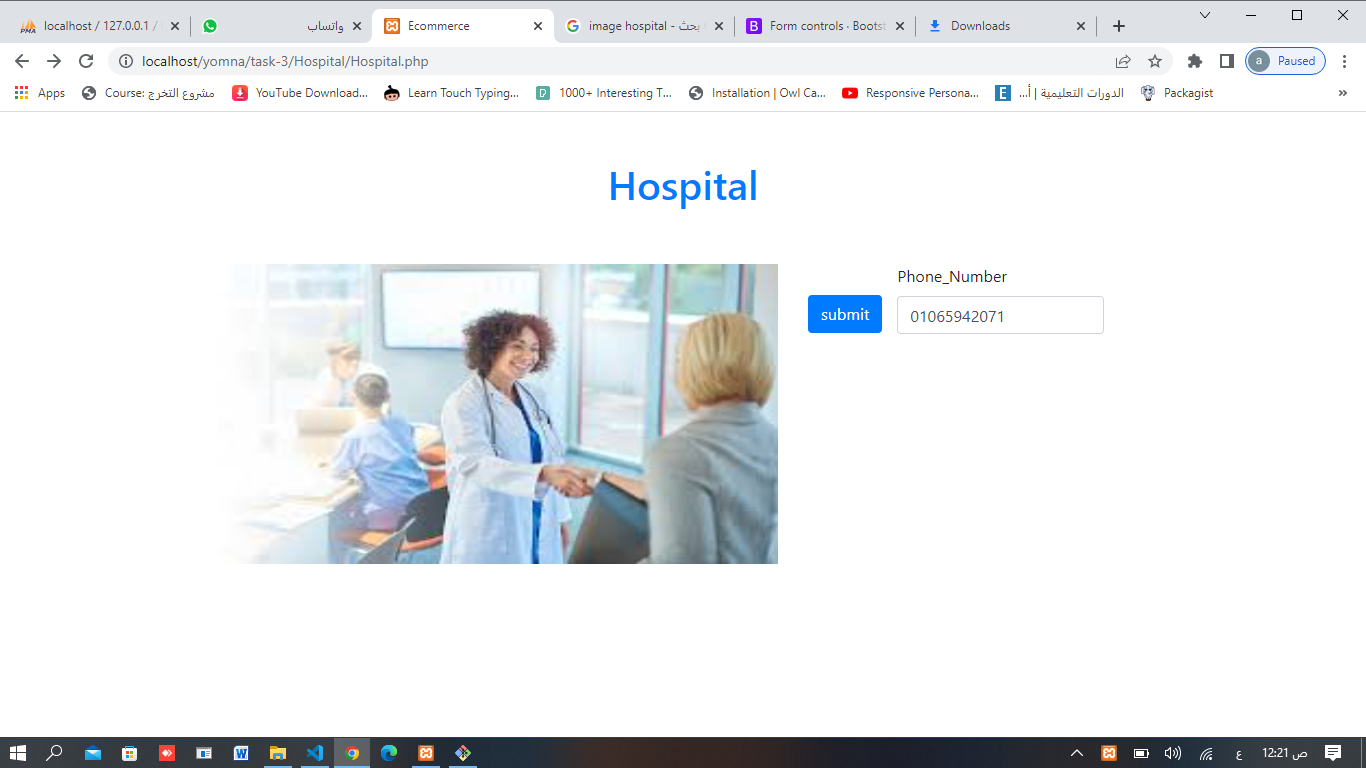 localhost / 127.0.0.1 /
واتساب
Ecommerce
image hospital - بحث
Form controls · Bootst
Downloads
localhost/yomna/task-3/Hospital/Hospital.php
a
Paused
Apps
Course: مشروع التخرج
YouTube Download...
Learn Touch Typing...
1000+ Interesting T...
Installation | Owl Ca...
Responsive Persona...
الدورات التعليمية | أ...
Packagist
»
Hospital
Phone_Number
submit
01065942071
ع
12:21 ص